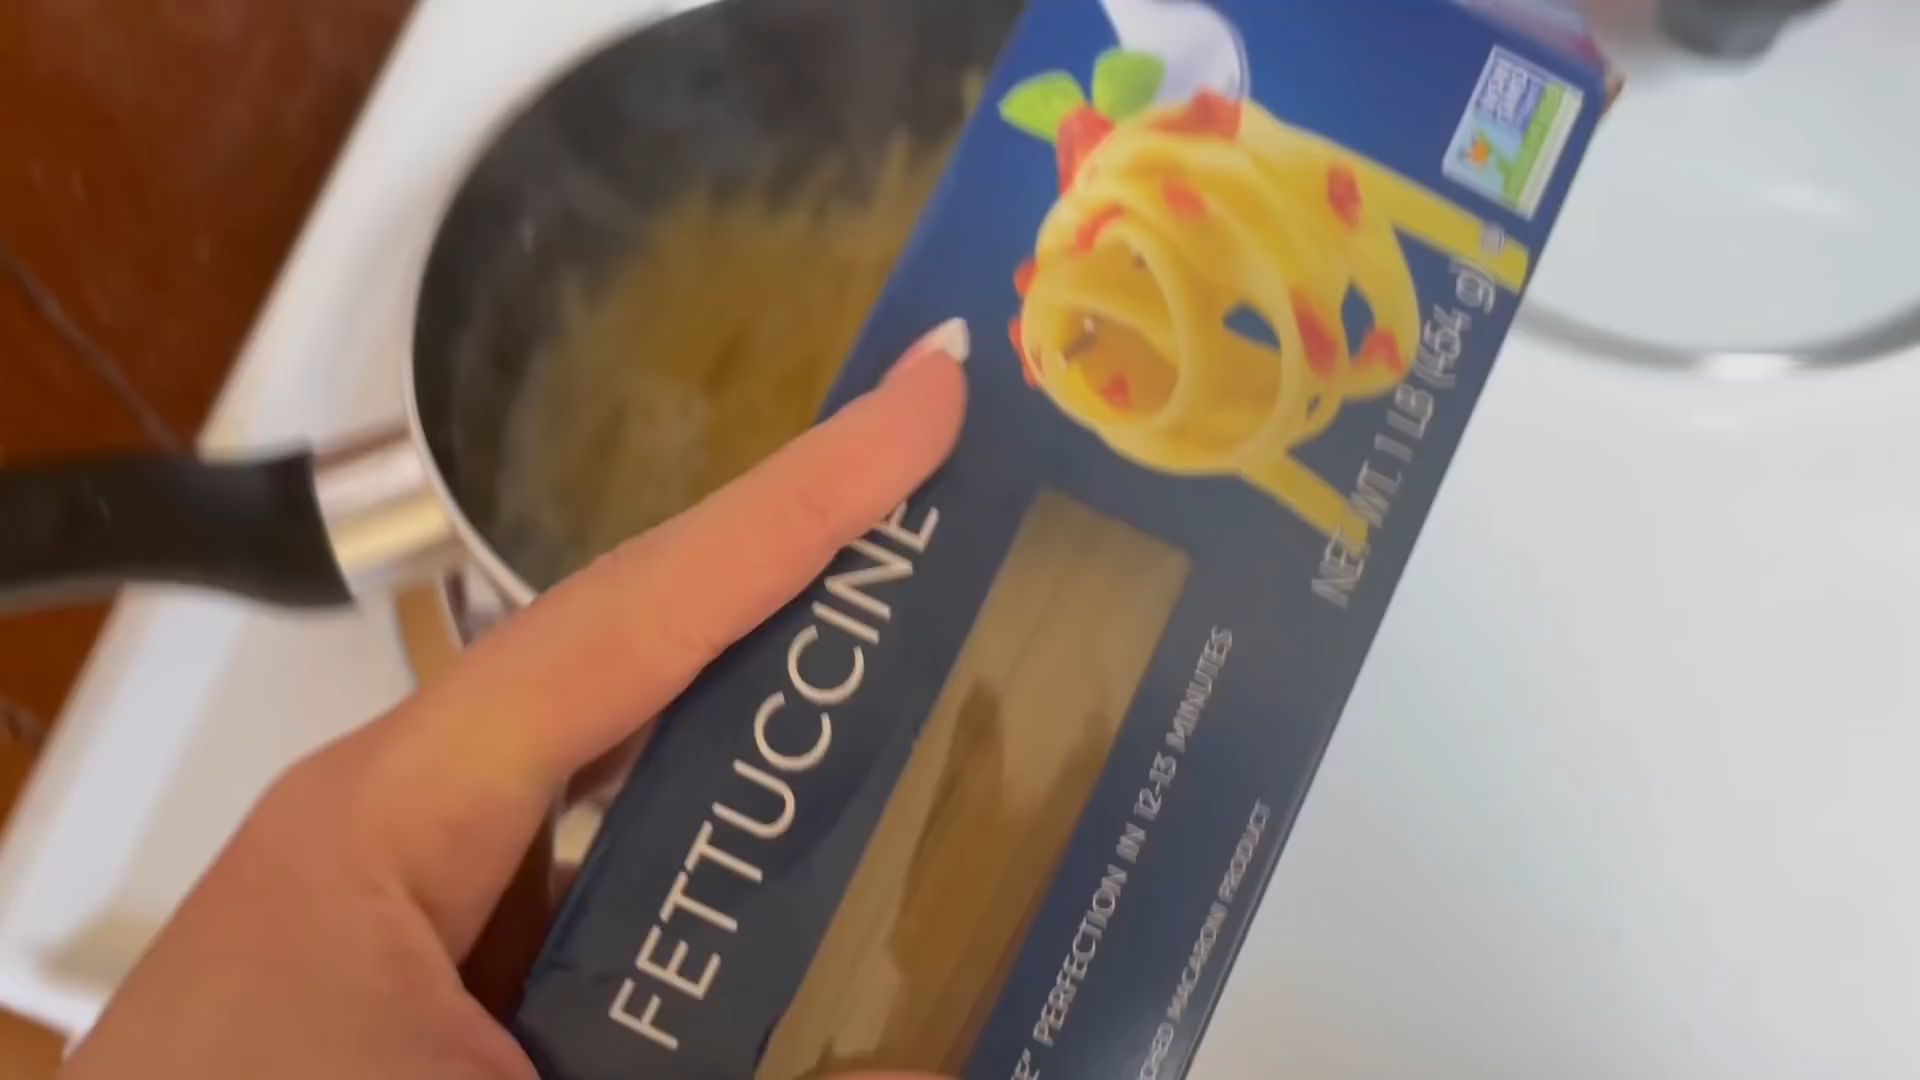 FETTUCCINE
NET WT. 1 LB (454 g) e
PERFECTION IN 12-13 MINUTES
MACARONI PRODUCT